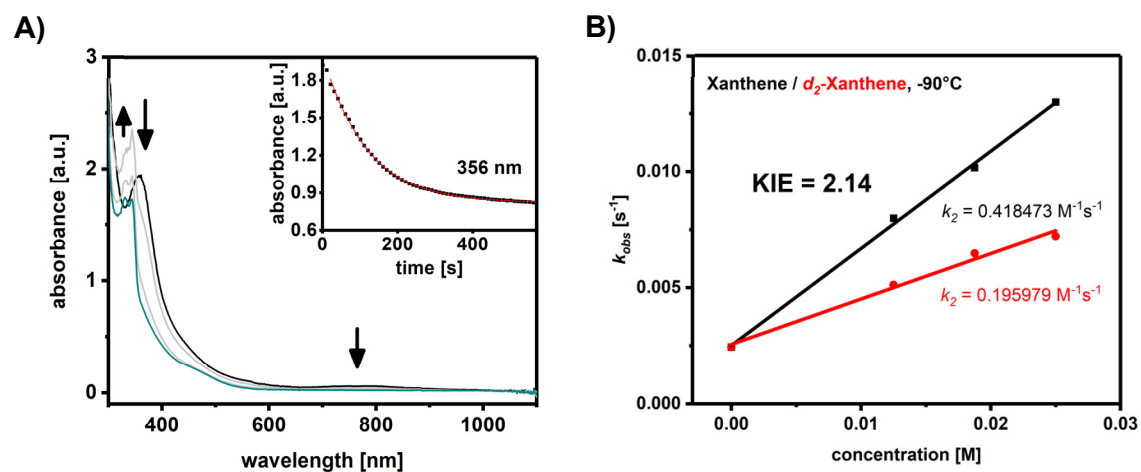 A)
3
2
1
0
absorbance [a.u.]
400
600
800
1000
wavelength [nm]
1.8
1.5
1.2
0.9
0.6
absorbance [a.u.]
356 nm
0
200
400
time [s]
B)
0.015
0.010
0.005
0.000
k_obs [s⁻¹]
Xanthene / d₂-Xanthene, -90°C
KIE = 2.14
k₂ = 0.418473 M⁻¹s⁻¹
k₂ = 0.195979 M⁻¹s⁻¹
0.00
0.01
0.02
0.03
concentration [M]